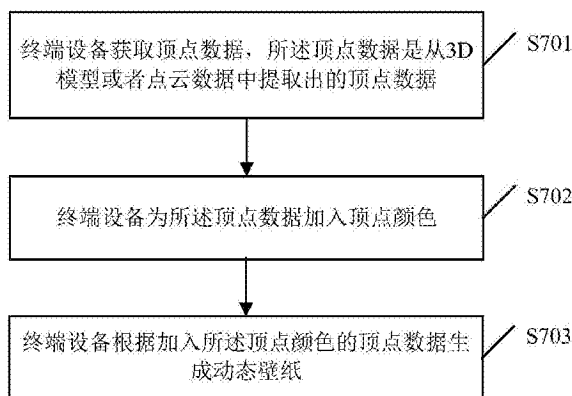 终端设备获取顶点数据，所述顶点数据是从3D
模型或者点云数据中提取出的顶点数据
S701
终端设备为所述顶点数据加入顶点颜色
S702
终端设备根据加入所述顶点颜色的顶点数据生
成动态壁纸
S703